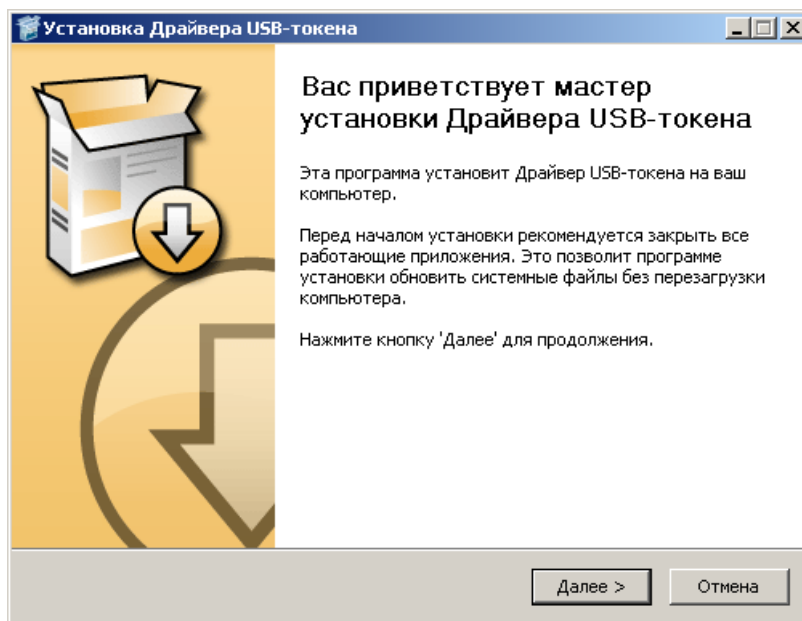 Установка Драйвера USB-токена
Вас приветствует мастер
установки Драйвера USB-токена
Эта программа установит Драйвер USB-токена на ваш
компьютер.
Перед началом установки рекомендуется закрыть все
работающие приложения. Это позволит программе
установки обновить системные файлы без перезагрузки
компьютера.
Нажмите кнопку 'Далее' для продолжения.
Далее >
Отмена